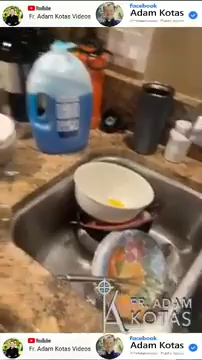 YouTube
Fr. Adam Kotas Videos
facebook
Adam Kotas
FR. ADAM
KOTAS
YouTube
Fr. Adam Kotas Videos
facebook
Adam Kotas